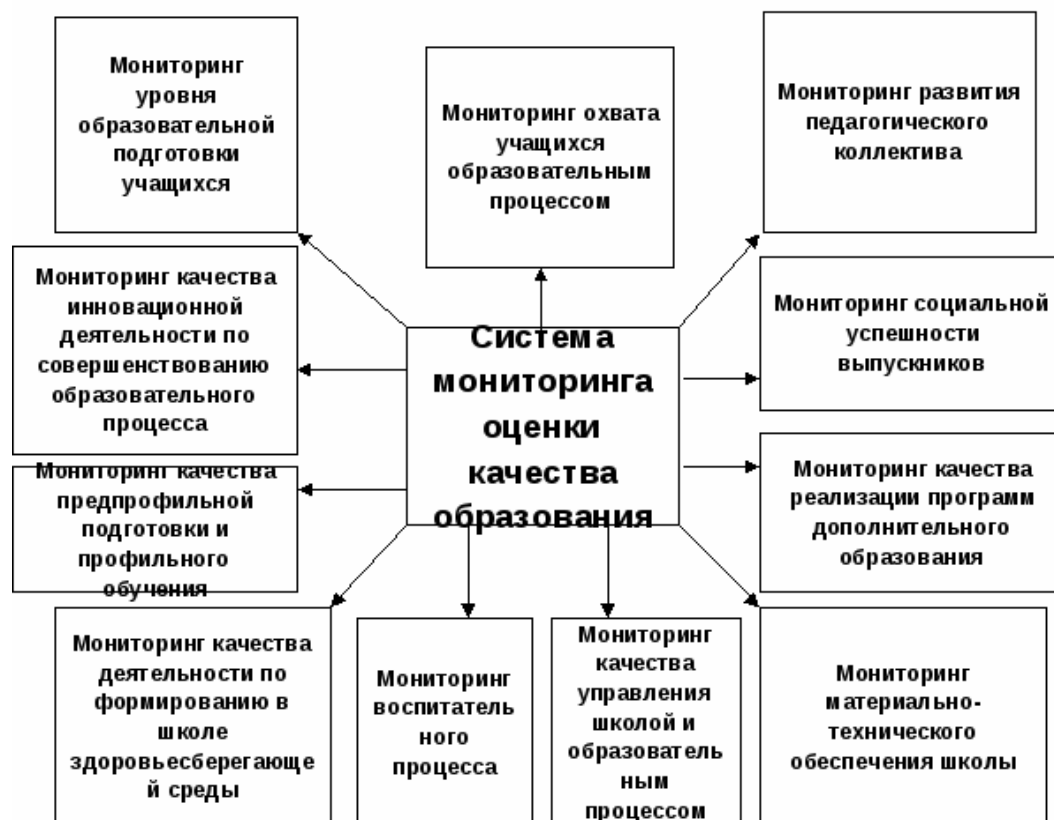 Мониторинг
уровня
образовательной
подготовки
учащихся
Мониторинг охвата
учащихся
образовательным
процессом
Мониторинг развития
педагогического
коллектива
Мониторинг качества
инновационной
деятельности по
совершенствованию
образовательного
процесса
Система
мониторинга
оценки
качества
образования
Мониторинг социальной
успешности
выпускников
Мониторинг качества
предпрофильной
подготовки и
профильного
обучения
Мониторинг качества
реализации программ
дополнительного
образования
Мониторинг качества
деятельности по
формированию в
школе
здоровьесберегающе
й среды
Мониторинг
воспитатель
ного
процесса
Мониторинг
качества
управления
школой и
образователь
ным
процессом
Мониторинг
материально-
технического
обеспечения школы